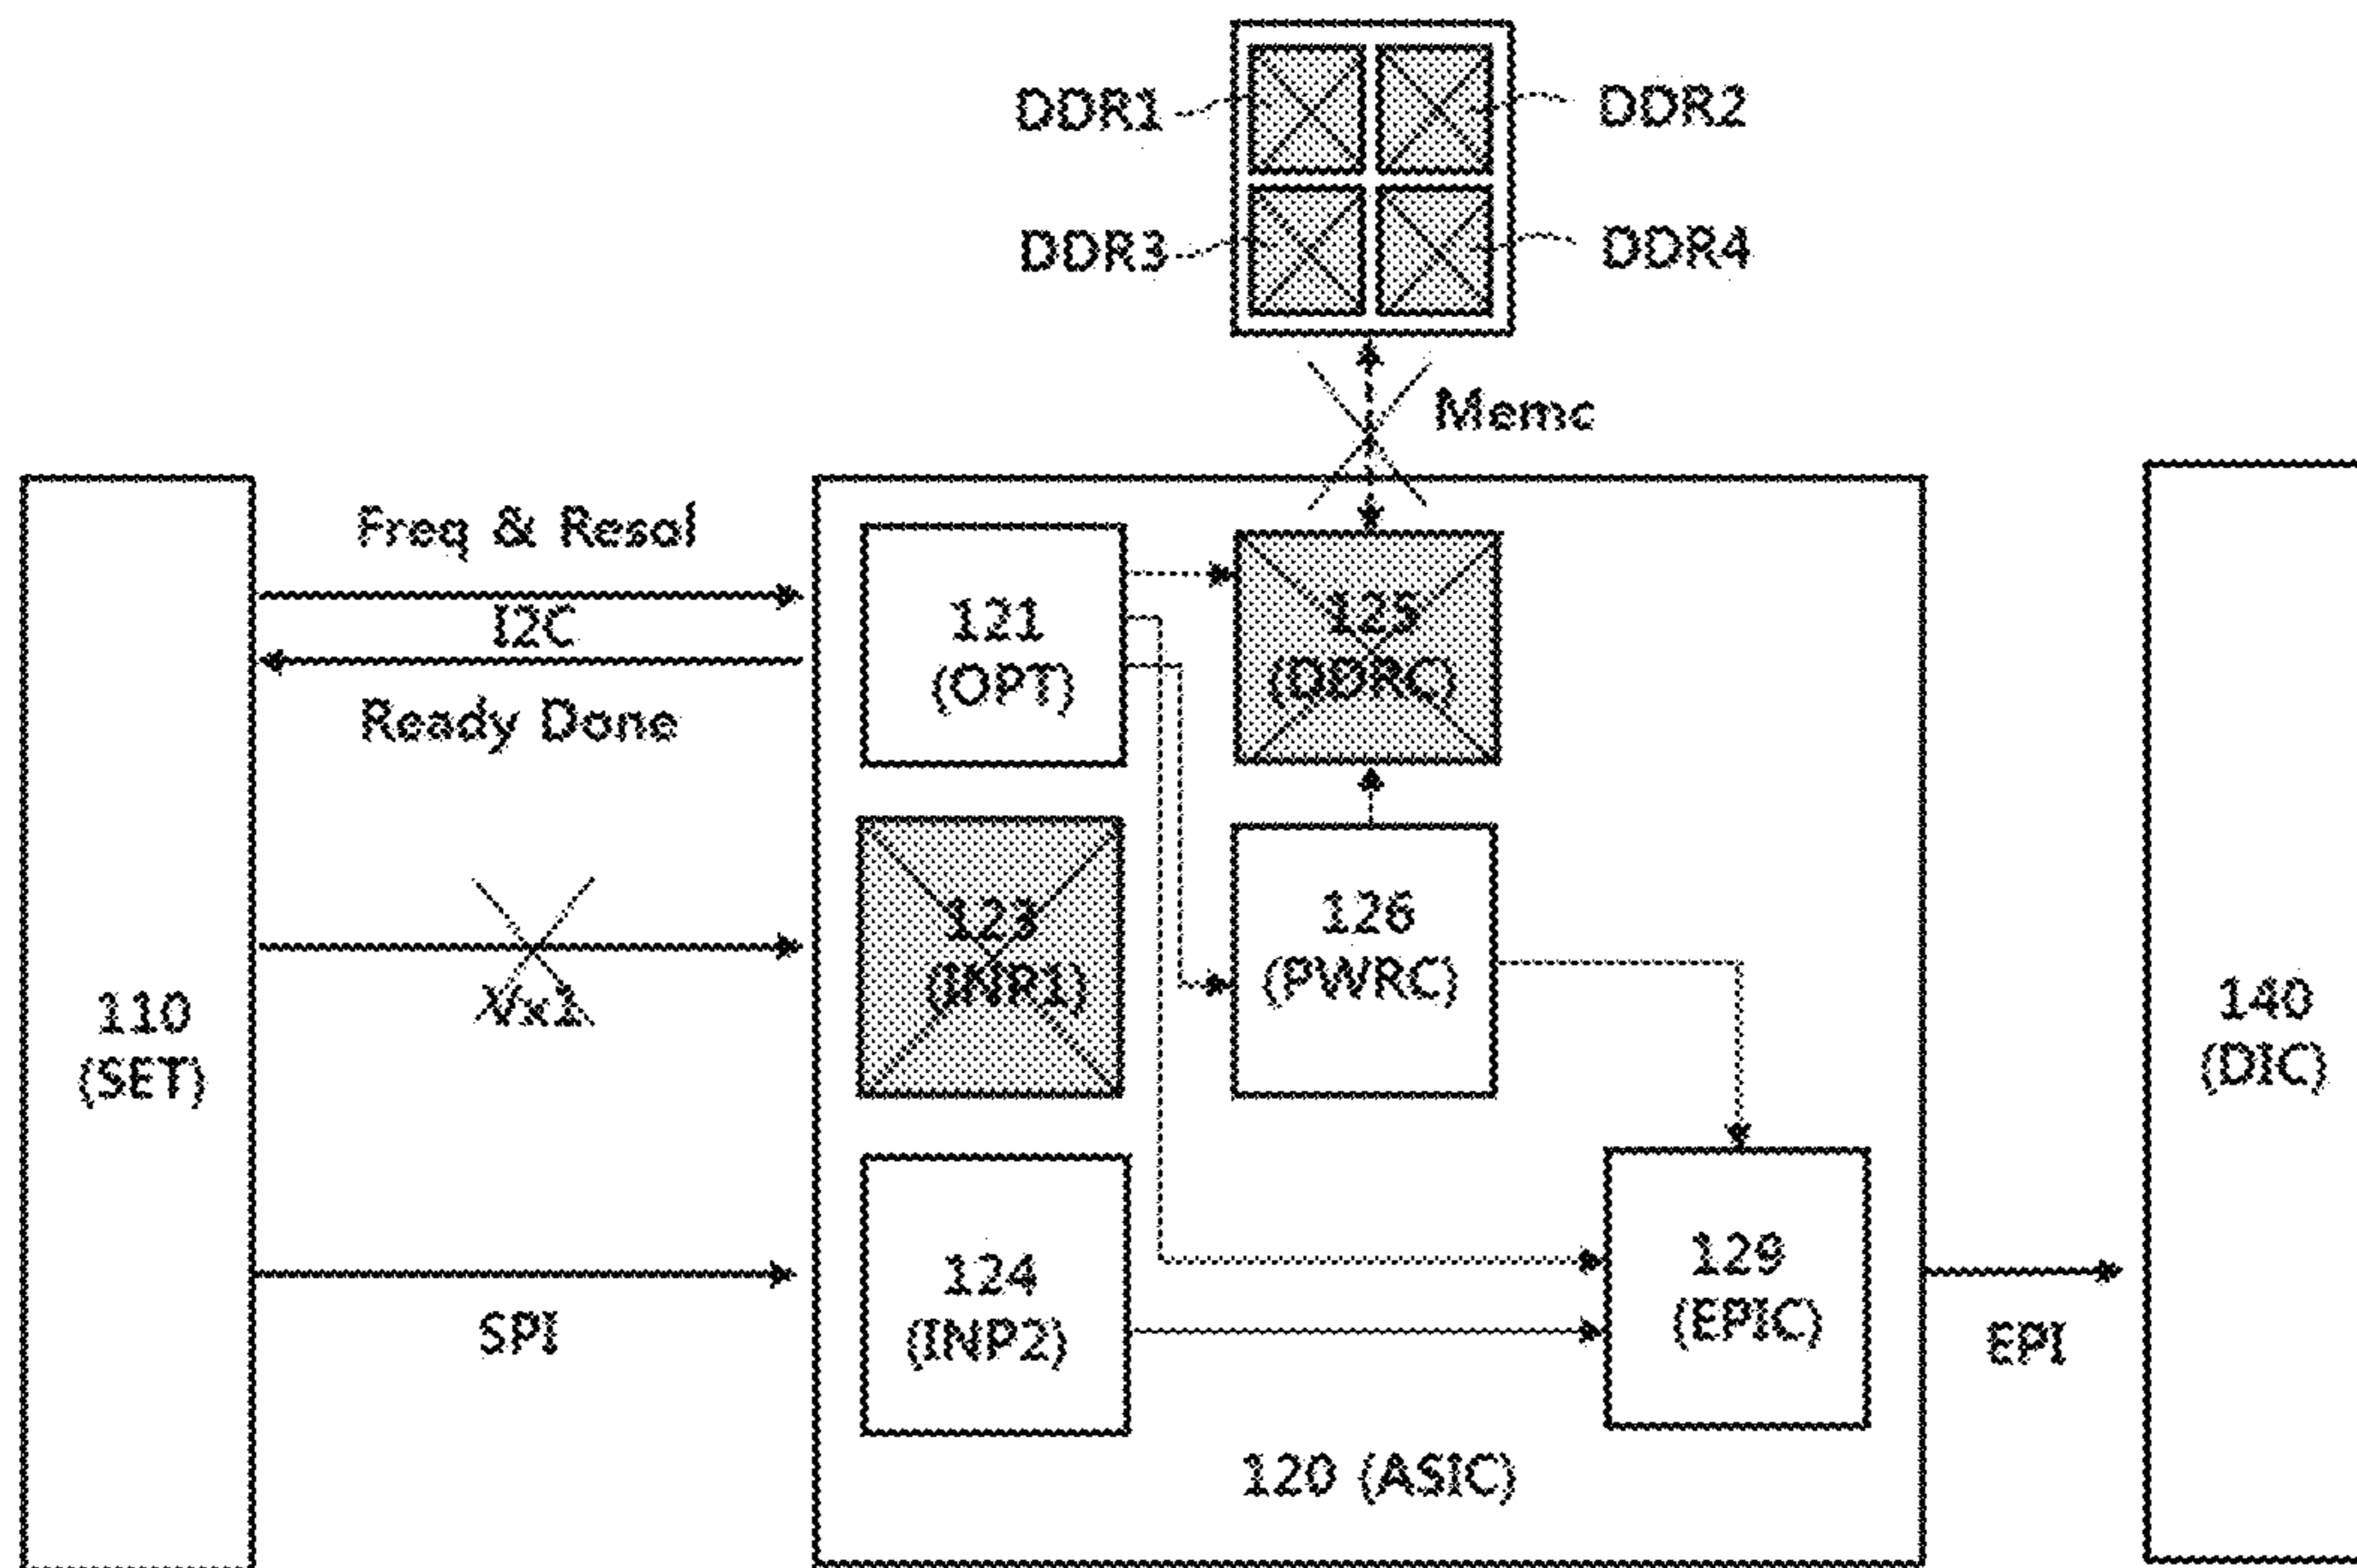 DDR1
DDR2
DDR3
DDR4
Memc
Freq & Resol
I2C
Ready Done
121
(OPT)
125
(DDRC)
123
(INP1)
126
(PWRC)
Vx1
110
(SET)
140
(DIC)
SPI
124
(INP2)
129
(EPIC)
EPI
120 (ASIC)